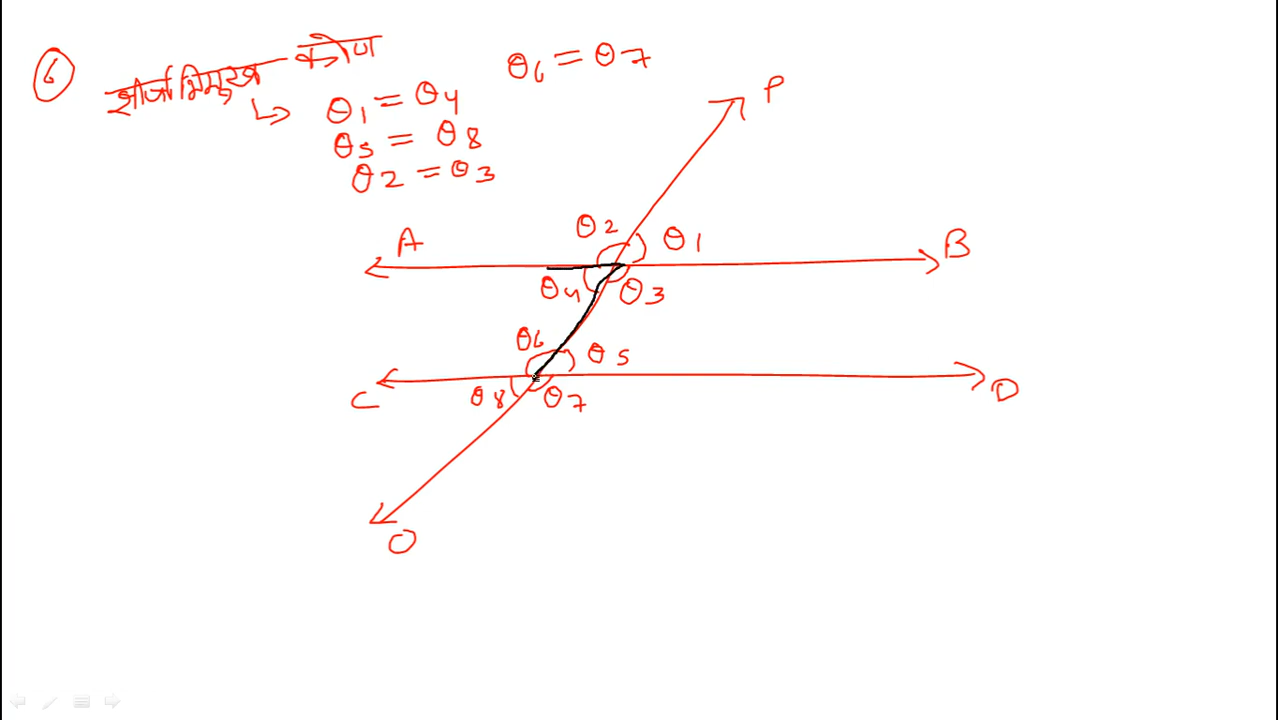 6 शीर्षाभिमुख कोण
θ6 = θ7
↳ θ1 = θ4
θ5 = θ8
θ2 = θ3
P
A
θ2
θ1
B
θ4
θ3
θ6
θ5
C
θ8
θ7
D
O